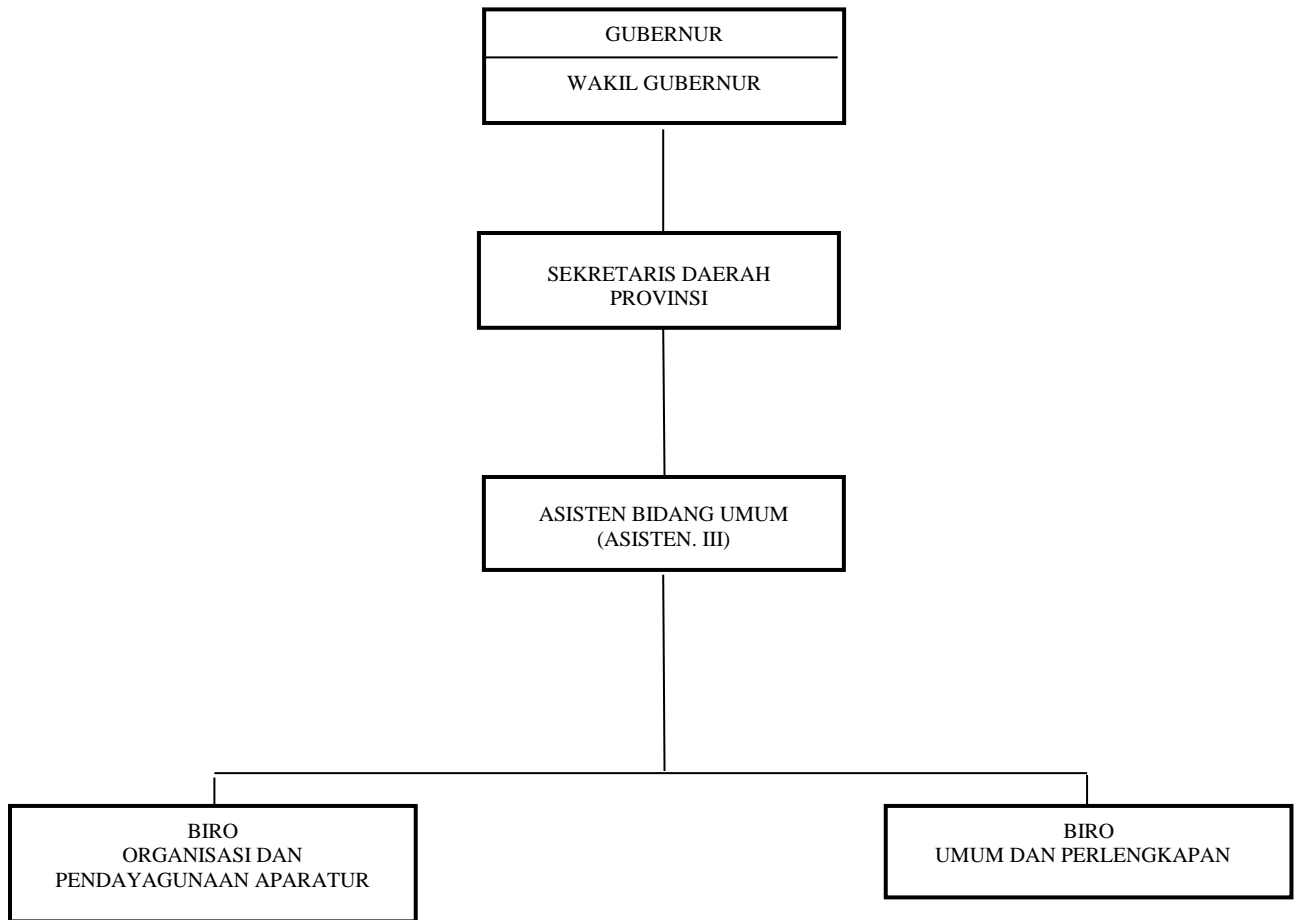 GUBERNUR
WAKIL GUBERNUR
SEKRETARIS DAERAH
PROVINSI
ASISTEN BIDANG UMUM
(ASISTEN. III)
BIRO
ORGANISASI DAN
PENDAYAGUNAAN APARATUR
BIRO
UMUM DAN PERLENGKAPAN